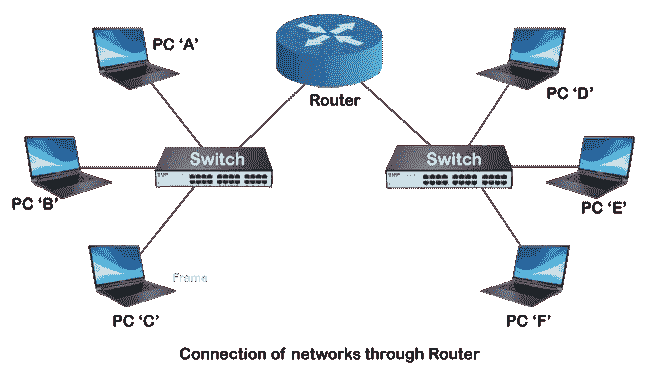 PC ‘A’
Router
PC ‘D’
Switch
Switch
PC ‘B’
PC ‘E’
Frame
PC ‘C’
PC ‘F’
Connection of networks through Router